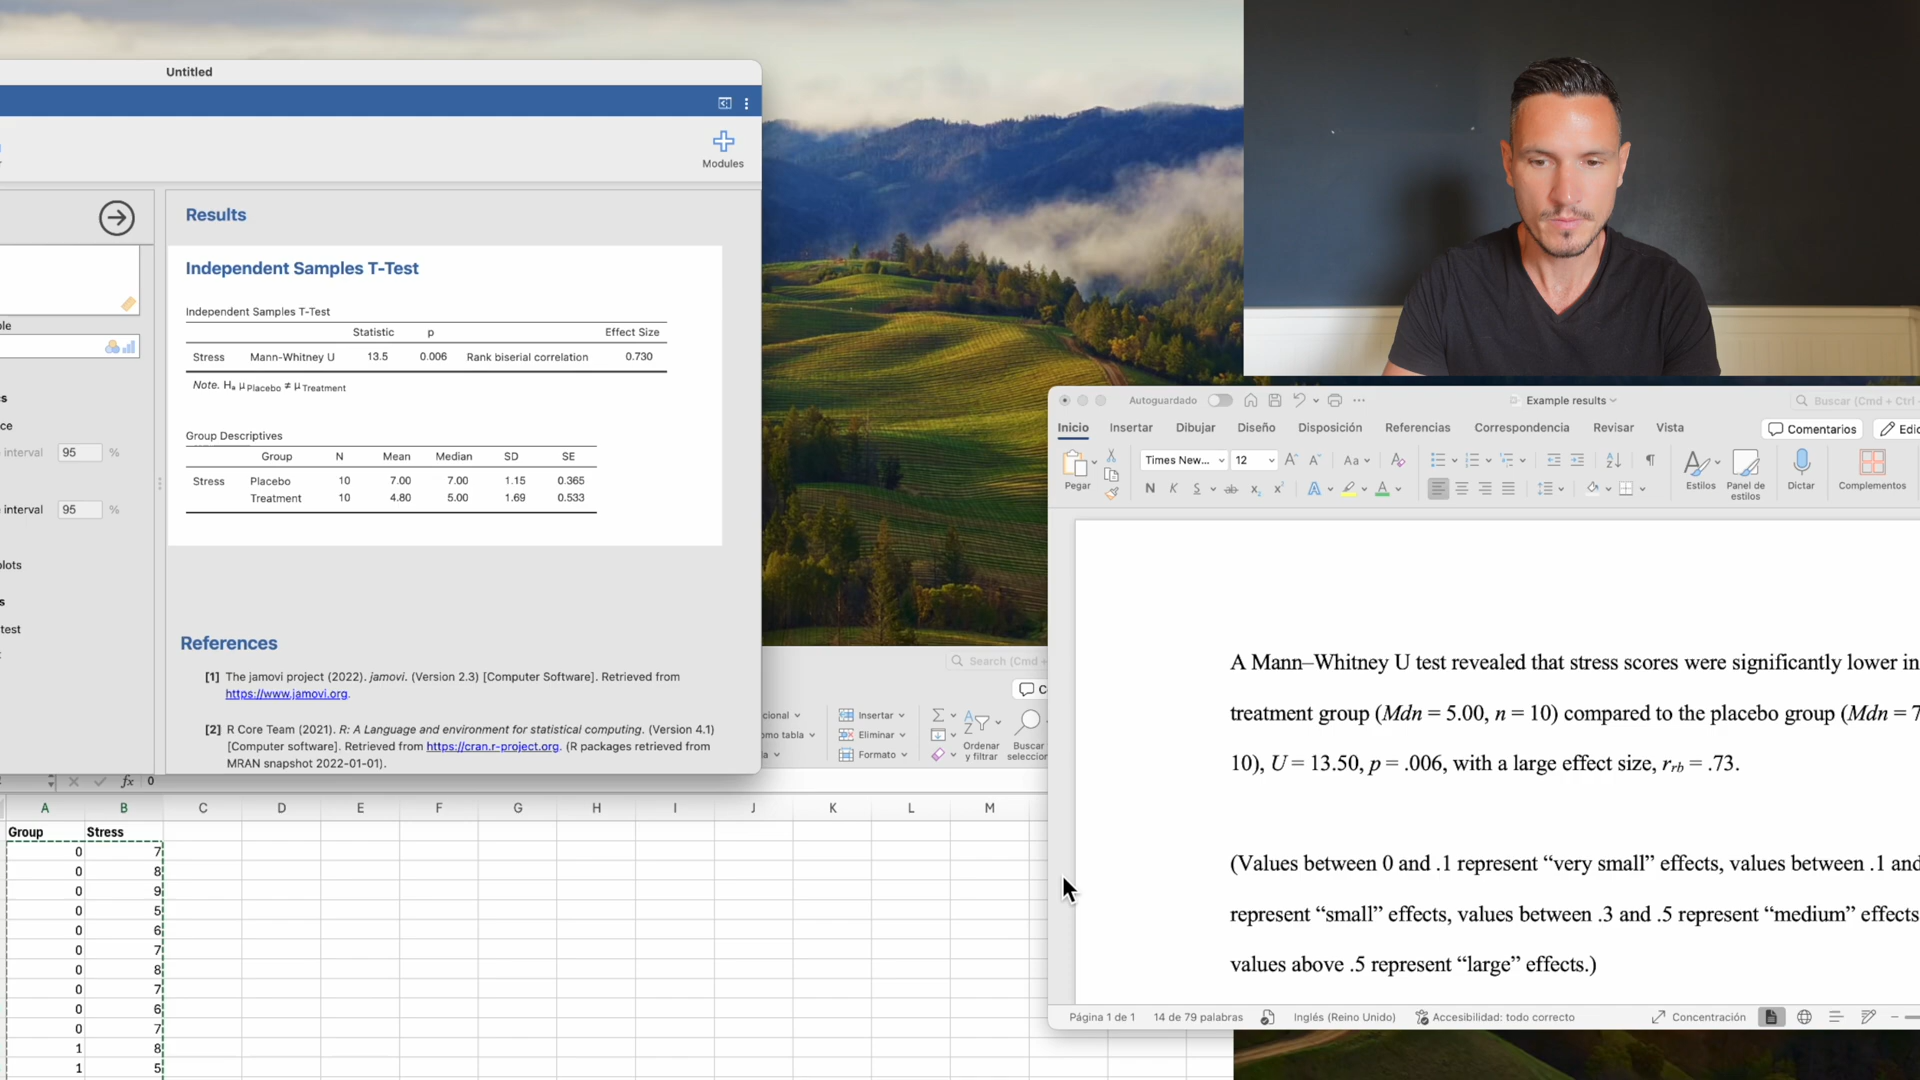 Untitled
Modules
Results
Independent Samples T-Test
Independent Samples T-Test
Statistic p Effect Size
Stress Mann-Whitney U 13.5 0.006 Rank biserial correlation 0.730
Note. Hₐ μ Placebo ≠ μ Treatment
Group Descriptives
Group N Mean Median SD SE
Stress Placebo 10 7.00 7.00 1.15 0.365
Treatment 10 4.80 5.00 1.69 0.533
interval 95 %
interval 95 %
test
References
[1] The jamovi project (2022). jamovi. (Version 2.3) [Computer Software]. Retrieved from
https://www.jamovi.org.
[2] R Core Team (2021). R: A Language and environment for statistical computing. (Version 4.1)
[Computer software]. Retrieved from https://cran.r-project.org. (R packages retrieved from
MRAN snapshot 2022-01-01).
Autoguardado
Example results
Buscar (Cmd + Ctrl
Inicio Insertar Dibujar Diseño Disposición Referencias Correspondencia Revisar Vista
Comentarios
Pegar
Times New... 12 Aa
N K S ab x₂ x²
Estilos
Panel de
estilos
Dictar
Complementos
A Mann–Whitney U test revealed that stress scores were significantly lower in
treatment group (Mdn = 5.00, n = 10) compared to the placebo group (Mdn = 7
10), U = 13.50, p = .006, with a large effect size, rrb = .73.
(Values between 0 and .1 represent “very small” effects, values between .1 and
represent “small” effects, values between .3 and .5 represent “medium” effects
values above .5 represent “large” effects.)
Página 1 de 1 14 de 79 palabras Inglés (Reino Unido) Accesibilidad: todo correcto Concentración
Search (Cmd +
Insertar
Eliminar
Formato
Ordenar
y filtrar
Buscar
fx 0
A B C D E F G H I J K L M
Group Stress
0 7
0 8
0 9
0 5
0 6
0 7
0 8
0 7
0 6
0 7
1 8
1 5